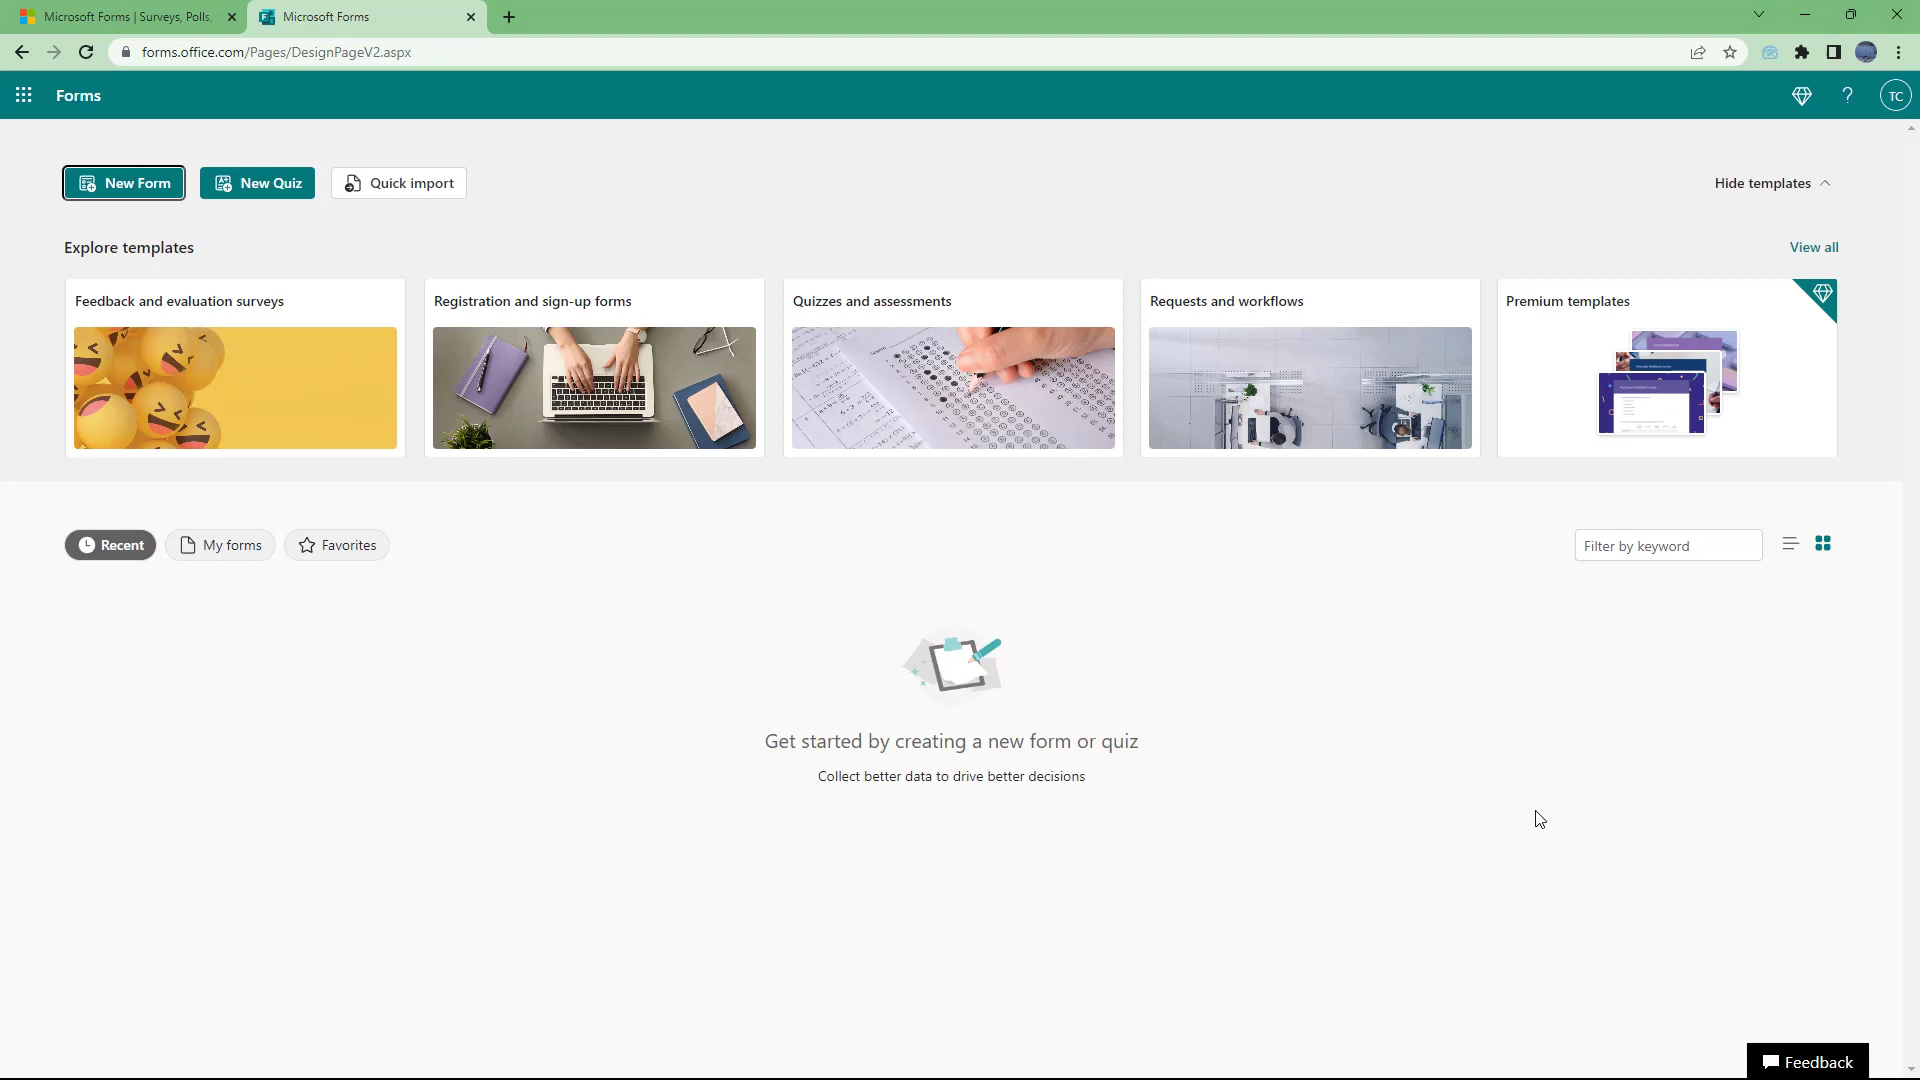 Microsoft Forms | Surveys, Polls,
Microsoft Forms
forms.office.com/Pages/DesignPageV2.aspx
Forms
TC
New Form
New Quiz
Quick import
Hide templates
Explore templates
View all
Feedback and evaluation surveys
Registration and sign-up forms
Quizzes and assessments
Requests and workflows
Premium templates
Recent
My forms
Favorites
Filter by keyword
Get started by creating a new form or quiz
Collect better data to drive better decisions
Feedback